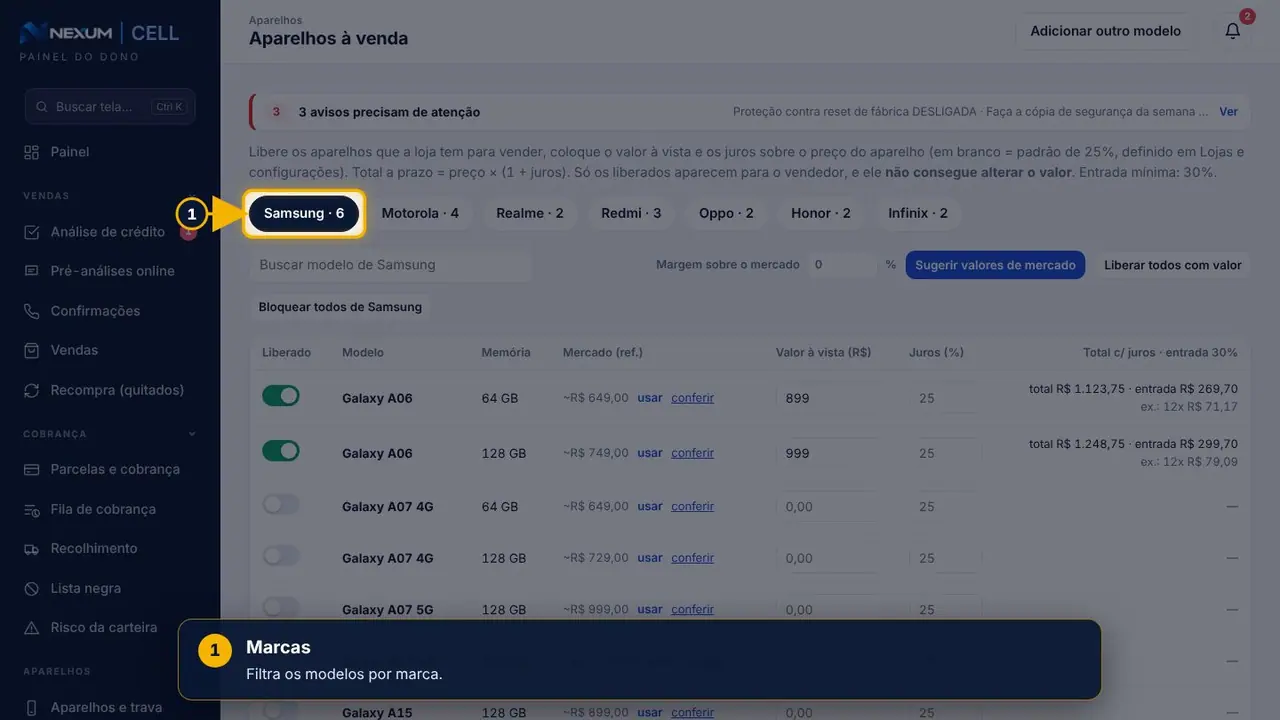 NEXUM | CELL
PAINEL DO DONO
Buscar tela... Ctrl K
Painel
VENDAS
Análise de crédito
Pré-análises online
Confirmações
Vendas
Recompra (quitados)
COBRANÇA
Parcelas e cobrança
Fila de cobrança
Recolhimento
Lista negra
Risco da carteira
APARELHOS
Aparelhos e trava
Aparelhos
Aparelhos à venda
Adicionar outro modelo
2
3 3 avisos precisam de atenção
Proteção contra reset de fábrica DESLIGADA · Faça a cópia de segurança da semana ... Ver
Libere os aparelhos que a loja tem para vender, coloque o valor à vista e os juros sobre o preço do aparelho (em branco = padrão de 25%, definido em Lojas e
configurações). Total a prazo = preço × (1 + juros). Só os liberados aparecem para o vendedor, e ele não consegue alterar o valor. Entrada mínima: 30%.
1
Samsung · 6 Motorola · 4 Realme · 2 Redmi · 3 Oppo · 2 Honor · 2 Infinix · 2
Buscar modelo de Samsung Margem sobre o mercado 0 % Sugerir valores de mercado Liberar todos com valor
Bloquear todos de Samsung
Liberado Modelo Memória Mercado (ref.) Valor à vista (R$) Juros (%) Total c/ juros · entrada 30%
Galaxy A06 64 GB ~R$ 649,00 usar conferir 899 25 total R$ 1.123,75 · entrada R$ 269,70
ex.: 12x R$ 71,17
Galaxy A06 128 GB ~R$ 749,00 usar conferir 999 25 total R$ 1.248,75 · entrada R$ 299,70
ex.: 12x R$ 79,09
Galaxy A07 4G 64 GB ~R$ 649,00 usar conferir 0,00 25 —
Galaxy A07 4G 128 GB ~R$ 729,00 usar conferir 0,00 25 —
Galaxy A07 5G 128 GB ~R$ 999,00 usar conferir 0,00 25 —
—
Galaxy A15 128 GB ~R$ 899,00 usar conferir 0,00 25 —
1 Marcas
Filtra os modelos por marca.